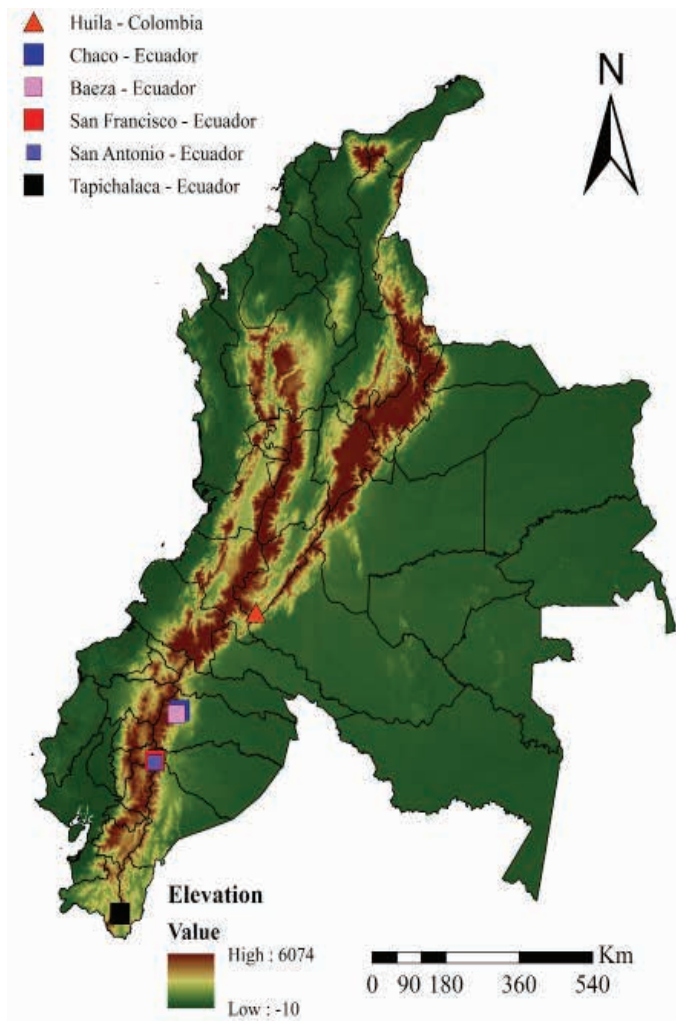 Huila - Colombia
Chaco - Ecuador
Baeza - Ecuador
San Francisco - Ecuador
San Antonio - Ecuador
Tapichalaca - Ecuador
N
Elevation
Value
High : 6074
Low : -10
Km
0 90 180 360 540